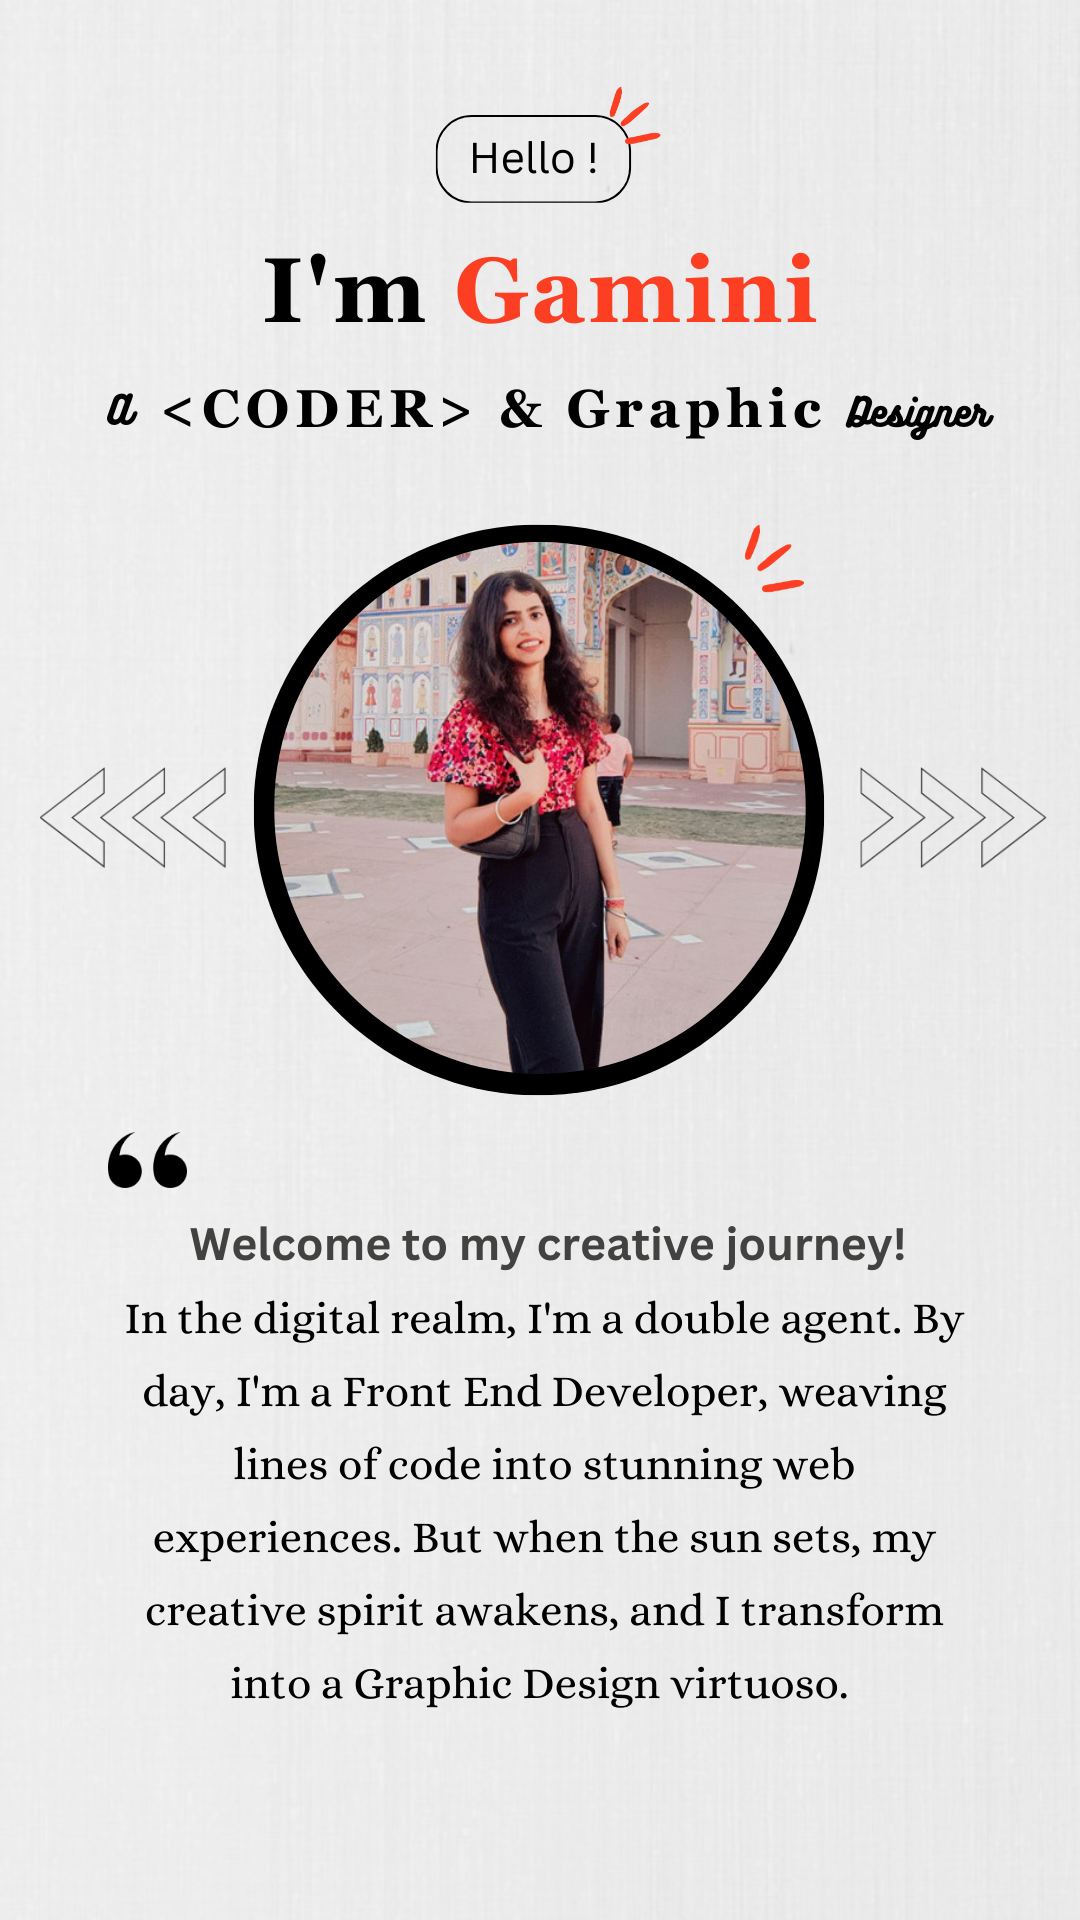 Hello !
I'm Gamini
a <CODER> & Graphic Designer
“
Welcome to my creative journey!
In the digital realm, I'm a double agent. By
day, I'm a Front End Developer, weaving
lines of code into stunning web
experiences. But when the sun sets, my
creative spirit awakens, and I transform
into a Graphic Design virtuoso.